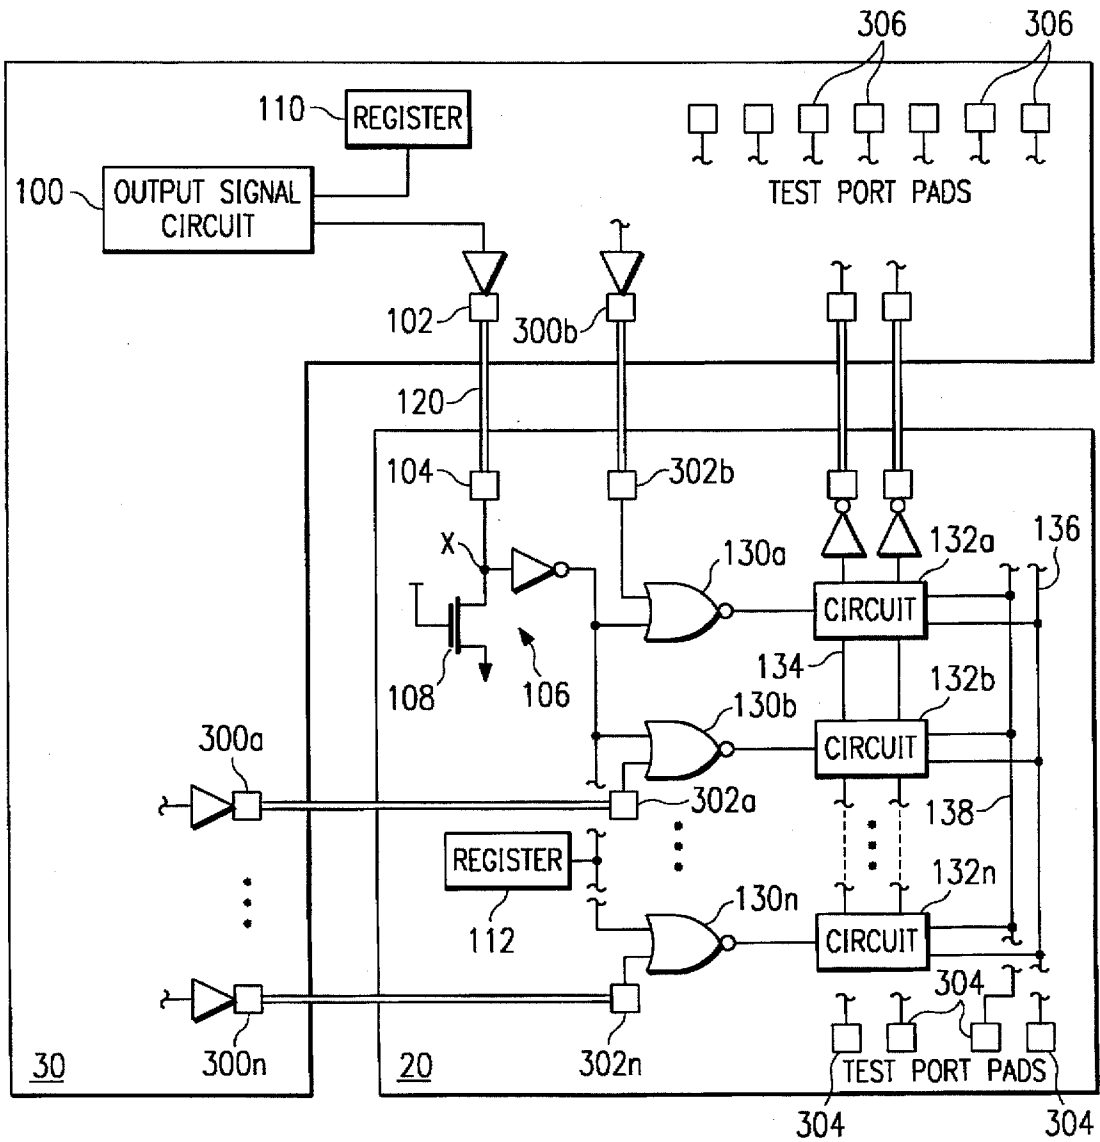 306
306
110
REGISTER
100
OUTPUT SIGNAL
CIRCUIT
TEST PORT PADS
102
300b
120
104
302b
X
130a
132a
136
CIRCUIT
108
106
134
130b
132b
300a
CIRCUIT
302a
138
REGISTER
112
130n
132n
CIRCUIT
304
300n
302n
30
20
TEST PORT PADS
304
304